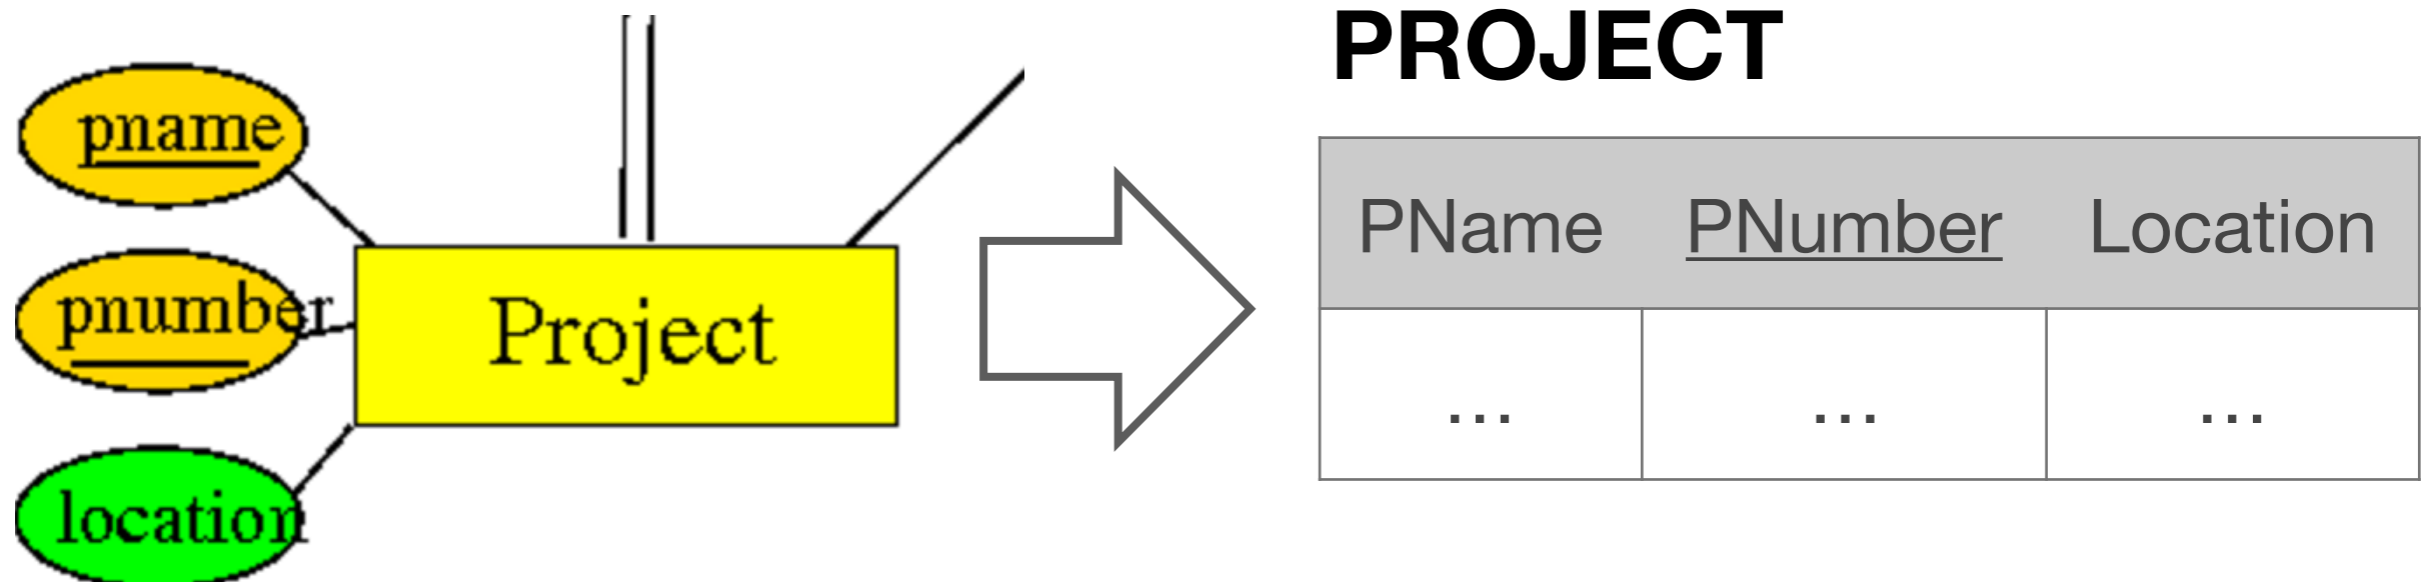 pname
pnumber
location
Project
PROJECT
PName PNumber Location
... ... ...